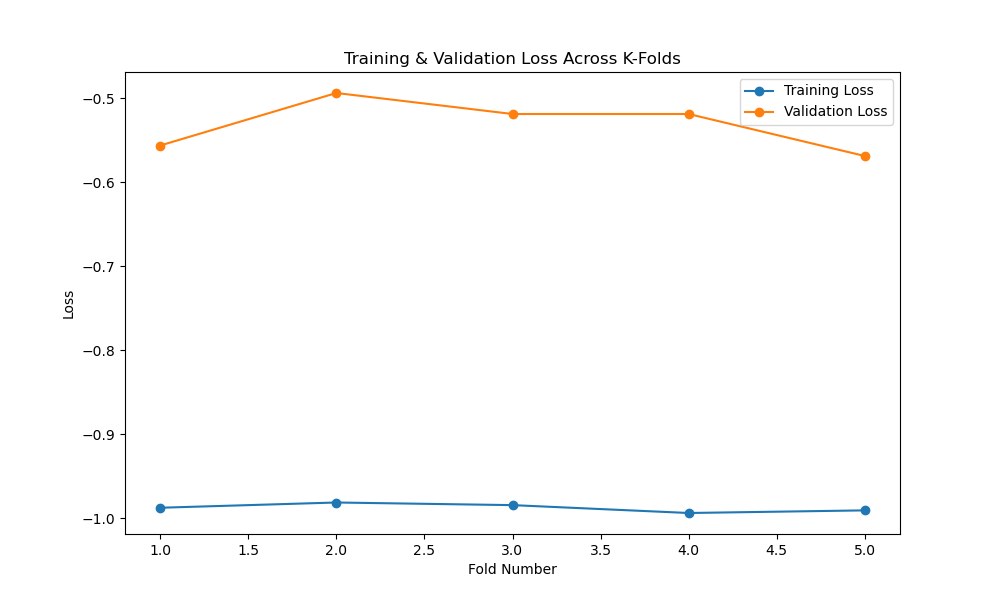 Training & Validation Loss Across K-Folds
Training Loss
Validation Loss
−0.5
−0.6
−0.7
−0.8
−0.9
−1.0
Loss
1.0 1.5 2.0 2.5 3.0 3.5 4.0 4.5 5.0
Fold Number